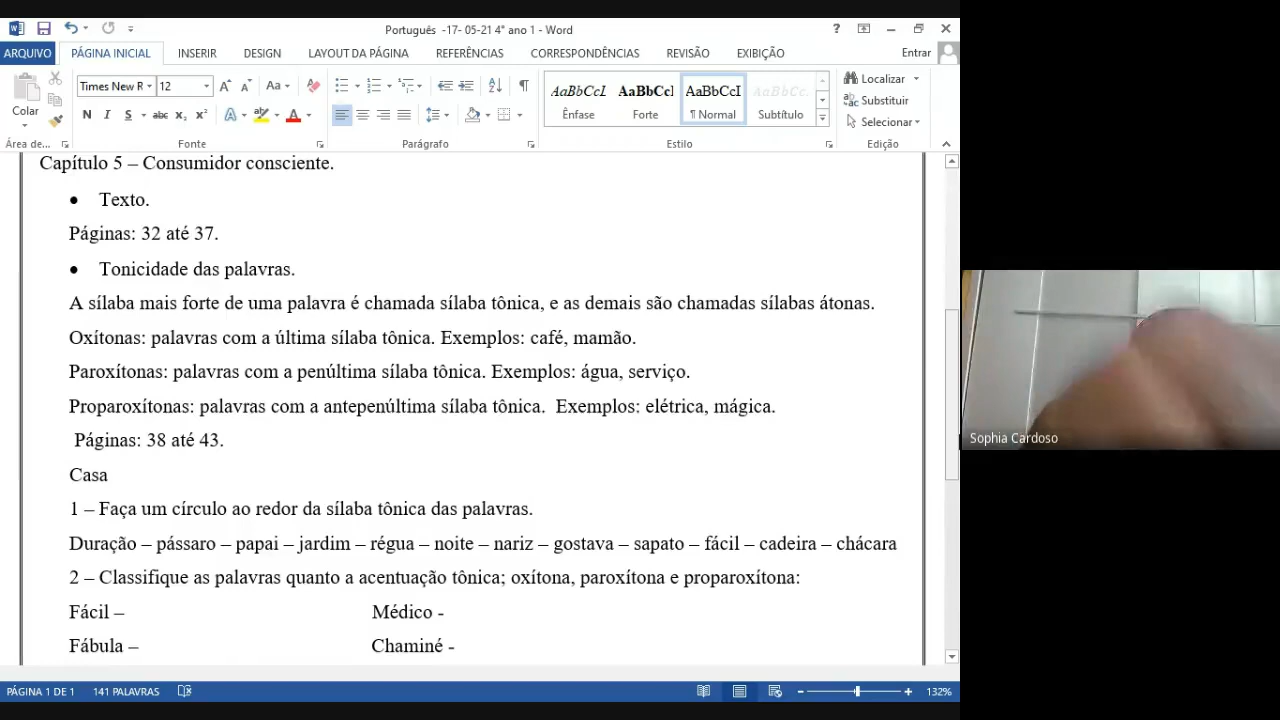 Português -17- 05-21 4° ano 1 - Word
ARQUIVO PÁGINA INICIAL INSERIR DESIGN LAYOUT DA PÁGINA REFERÊNCIAS CORRESPONDÊNCIAS REVISÃO EXIBIÇÃO Entrar
Times New R 12 Aa
Colar
N I S abc x₂ x² A A
AaBbCcI AaBbCcI AaBbCcI AaBbCc.
Ênfase Forte ¶ Normal Subtítulo
Localizar
Substituir
Selecionar
Área de... Fonte Parágrafo Estilo Edição
Capítulo 5 – Consumidor consciente.
• Texto.
Páginas: 32 até 37.
• Tonicidade das palavras.
A sílaba mais forte de uma palavra é chamada sílaba tônica, e as demais são chamadas sílabas átonas.
Oxítonas: palavras com a última sílaba tônica. Exemplos: café, mamão.
Paroxítonas: palavras com a penúltima sílaba tônica. Exemplos: água, serviço.
Proparoxítonas: palavras com a antepenúltima sílaba tônica. Exemplos: elétrica, mágica.
Páginas: 38 até 43.
Casa
1 – Faça um círculo ao redor da sílaba tônica das palavras.
Duração – pássaro – papai – jardim – régua – noite – nariz – gostava – sapato – fácil – cadeira – chácara
2 – Classifique as palavras quanto a acentuação tônica; oxítona, paroxítona e proparoxítona:
Fácil – Médico -
Fábula – Chaminé -
PÁGINA 1 DE 1 141 PALAVRAS 132%
Sophia Cardoso